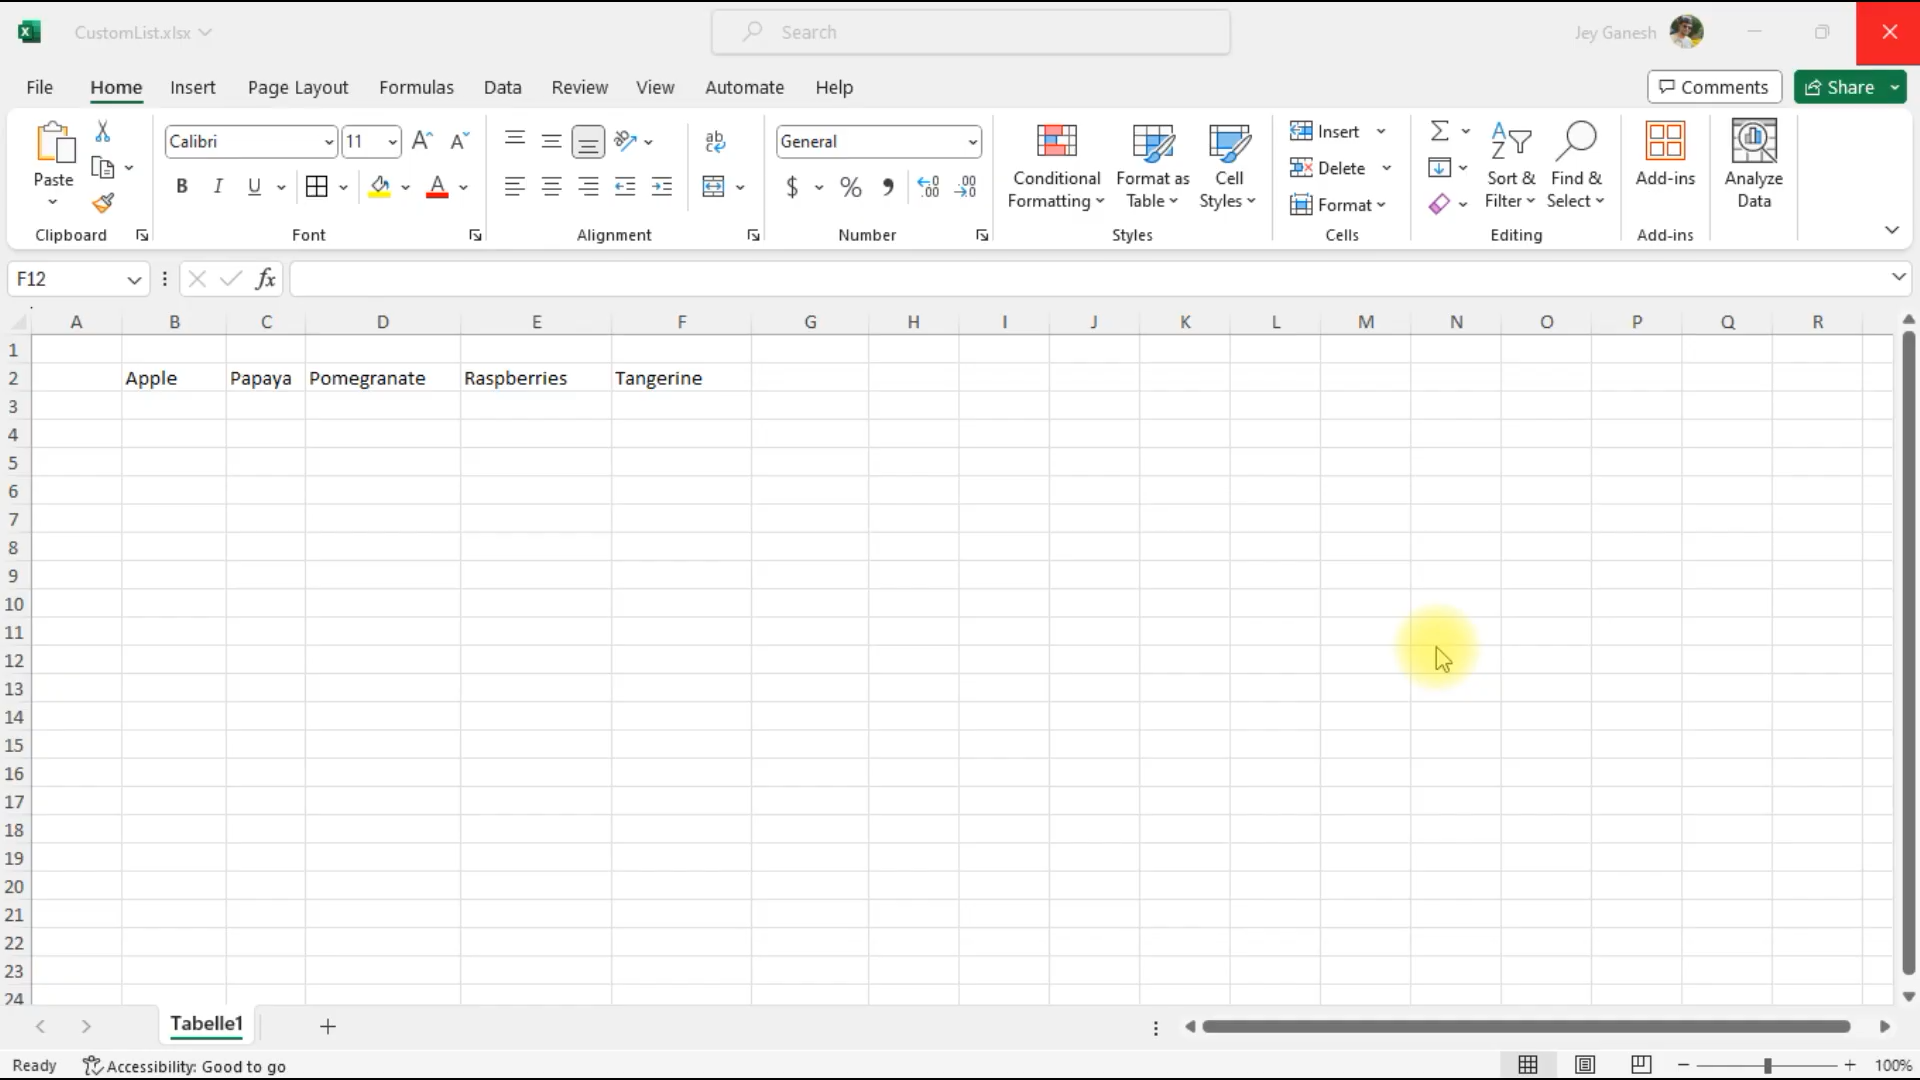 CustomList.xlsx
Search
Jey Ganesh
File Home Insert Page Layout Formulas Data Review View Automate Help
Comments Share
Paste
Clipboard
Calibri 11
B I U A
Font
ab
Alignment
General
$ % .00
Number
Conditional Formatting
Format as Table
Cell Styles
Styles
Insert
Delete
Format
Cells
Sort & Filter
Find & Select
Editing
Add-ins
Add-ins
Analyze Data
F12 fx
A B C D E F G H I J K L M N O P Q R
1
2 Apple Papaya Pomegranate Raspberries Tangerine
3
4
5
6
7
8
9
10
11
12
13
14
15
16
17
18
19
20
21
22
23
24
Tabelle1
Ready Accessibility: Good to go 100%